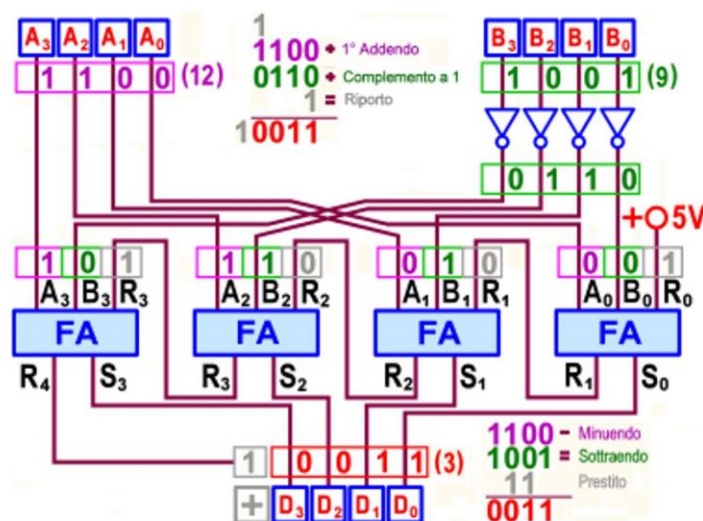 A3 A2 A1 A0
1 1 0 0 (12)
1
1100 + 1° Addendo
0110 + Complemento a 1
1 = Riporto
10011
B3 B2 B1 B0
1 0 0 1 (9)
0 1 1 0
+ 5V
1 0 1
A3 B3 R3
FA
R4 S3
1 1 0
A2 B2 R2
FA
R3 S2
0 1 0
A1 B1 R1
FA
R2 S1
0 0 1
A0 B0 R0
FA
R1 S0
1 0 0 1 1 (3)
+ D3 D2 D1 D0
1100 - Minuendo
1001 = Sottraendo
11 Prestito
0011